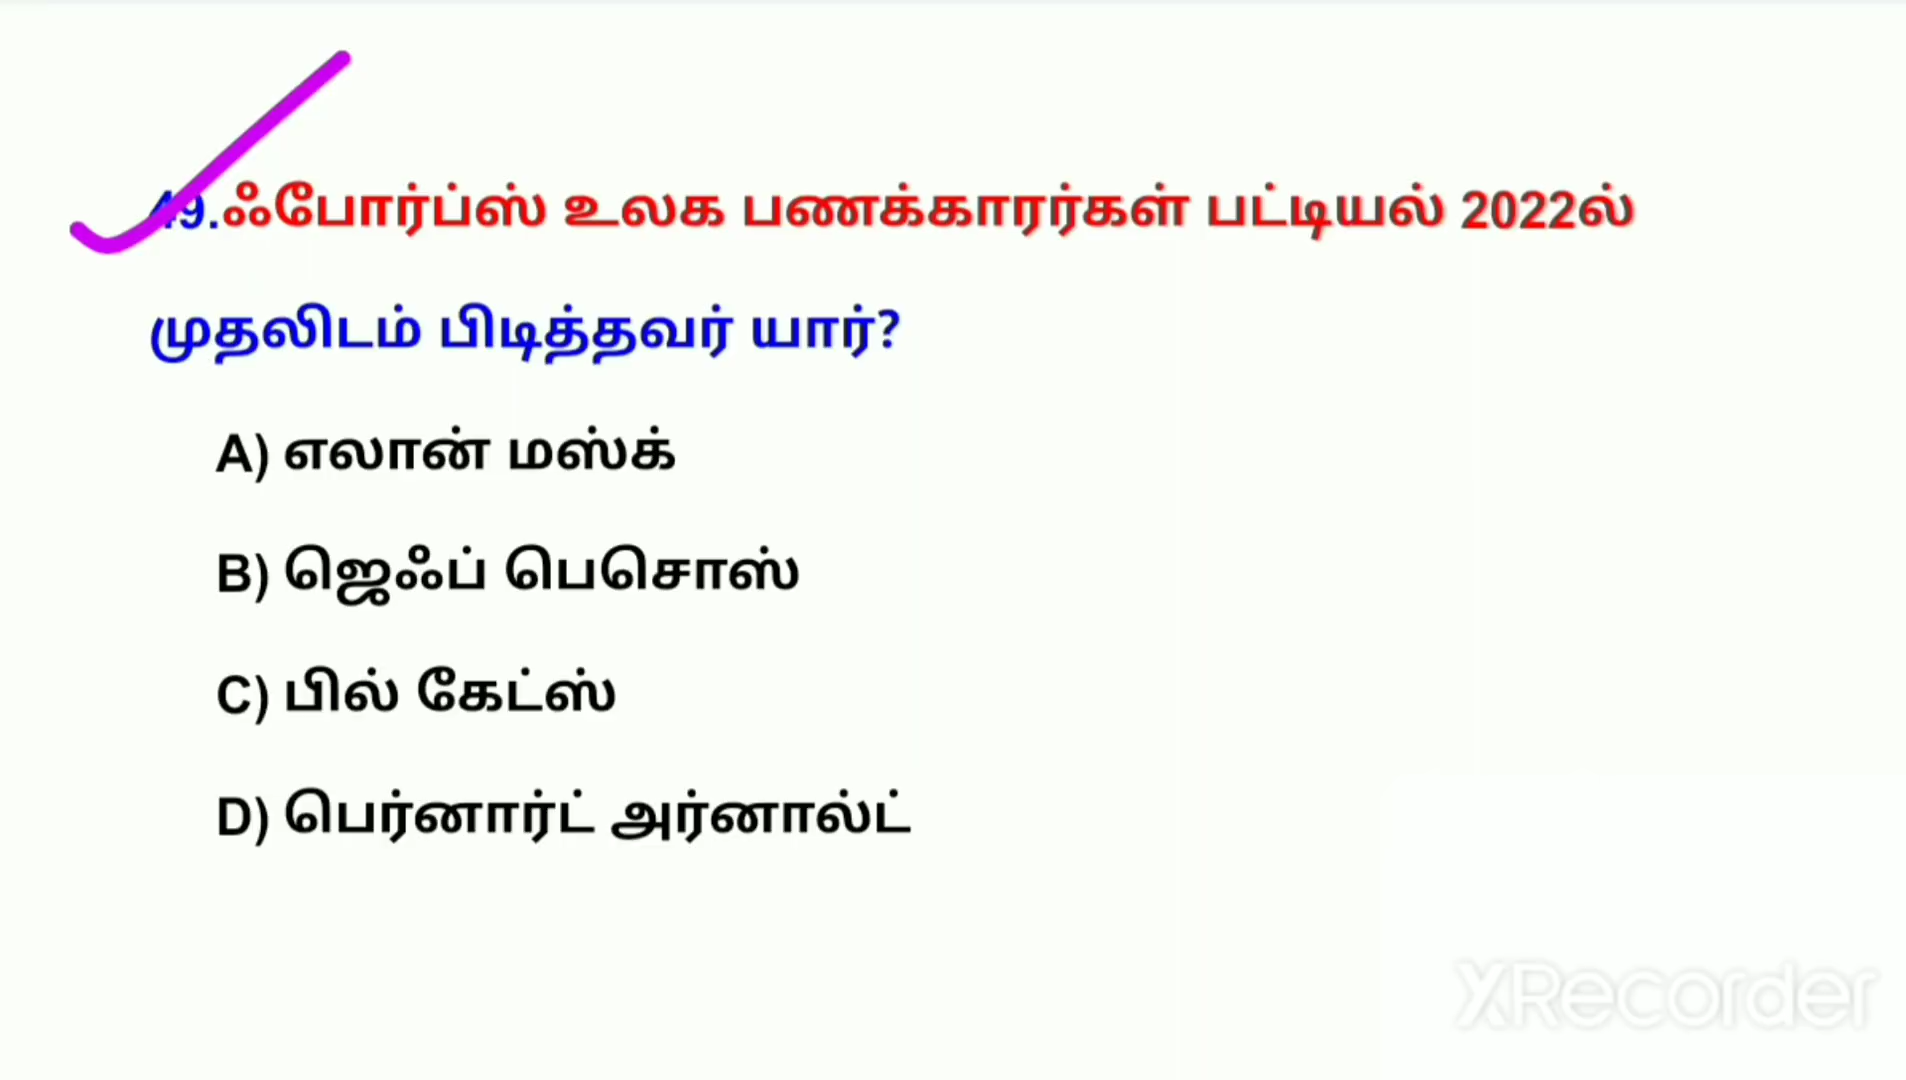 49.ஃபோர்ப்ஸ் உலக பணக்காரர்கள் பட்டியல் 2022ல்
முதலிடம் பிடித்தவர் யார்?
A) எலான் மஸ்க்
B) ஜெஃப் பெசொஸ்
C) பில் கேட்ஸ்
D) பெர்னார்ட் அர்னால்ட்
XRecorder